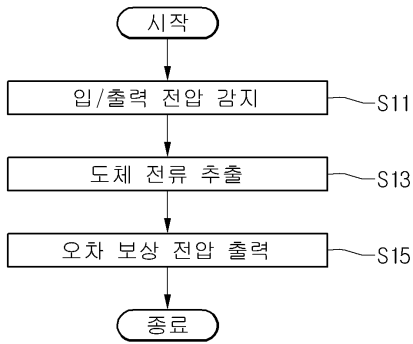 시작
입/출력 전압 감지 S11
도체 전류 추출 S13
오차 보상 전압 출력 S15
종료